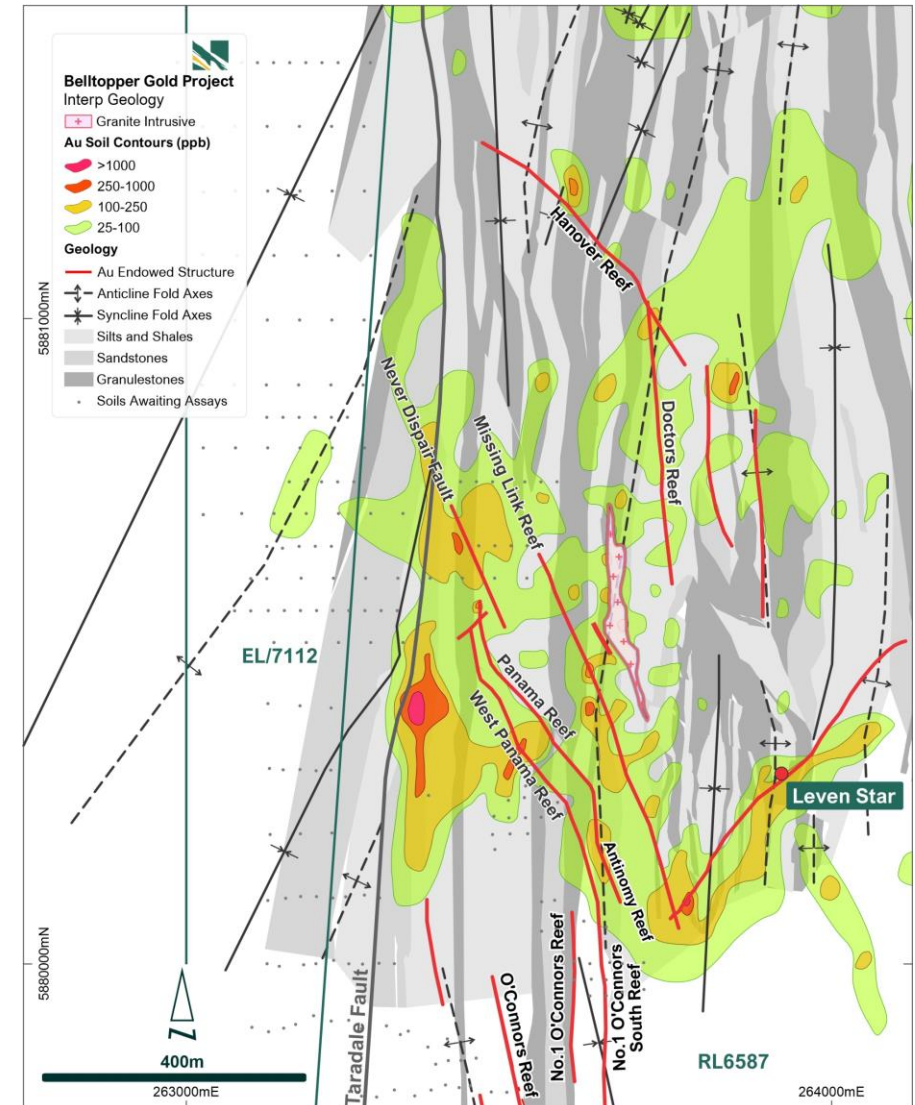 Belltopper Gold Project
Interp Geology
Granite Intrusive
Au Soil Contours (ppb)
>1000
250-1000
100-250
25-100
Geology
Au Endowed Structure
Anticline Fold Axes
Syncline Fold Axes
Silts and Shales
Sandstones
Granulestones
Soils Awaiting Assays
5881000mN
Hanover Reef
Never Dispair Fault
Missing Link Reef
Doctors Reef
EL/7112
Panama Reef
West Panama Reef
Leven Star
Antinomy Reef
5880000mN
Taradale Fault
O'Connors Reef
No.1 O'Connors Reef
No.1 O'Connors
South Reef
RL6587
N
400m
263000mE
264000mE